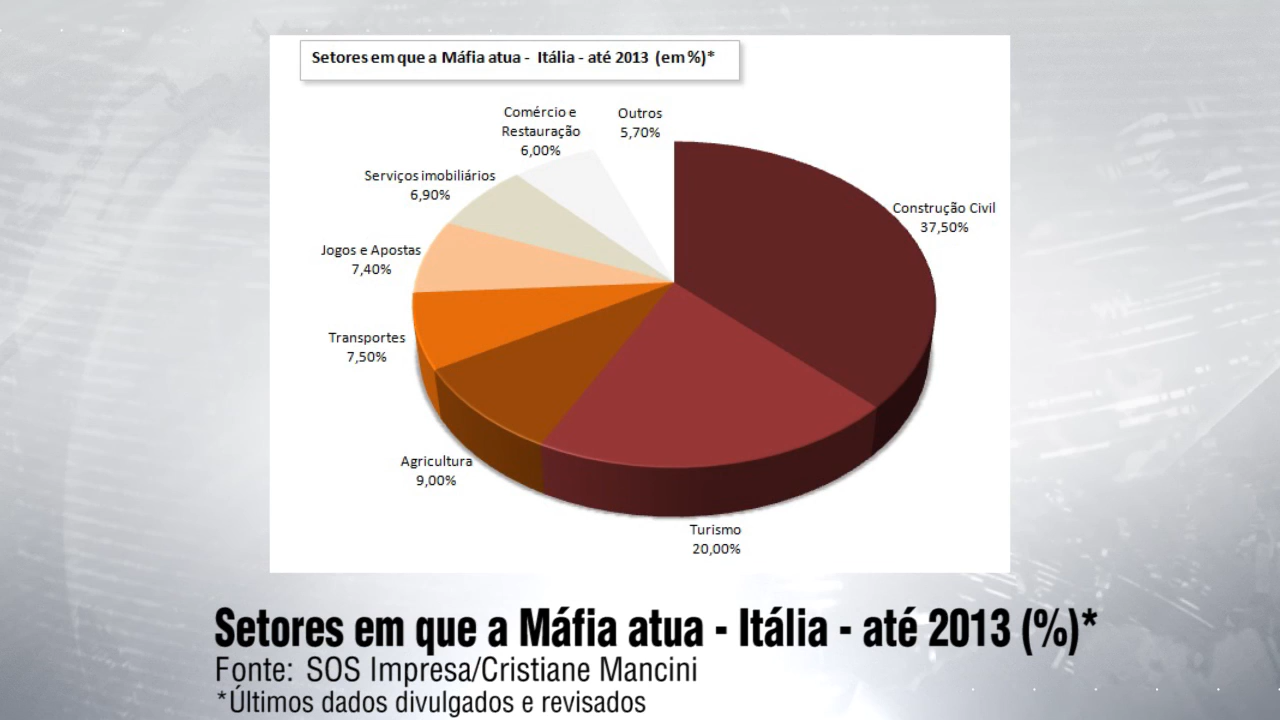 Setores em que a Máfia atua - Itália - até 2013 (em %)*
Comércio e
Restauração
6,00%
Outros
5,70%
Serviços imobiliários
6,90%
Construção Civil
37,50%
Jogos e Apostas
7,40%
Transportes
7,50%
Agricultura
9,00%
Turismo
20,00%
Setores em que a Máfia atua - Itália - até 2013 (%)*
Fonte: SOS Impresa/Cristiane Mancini
*Últimos dados divulgados e revisados